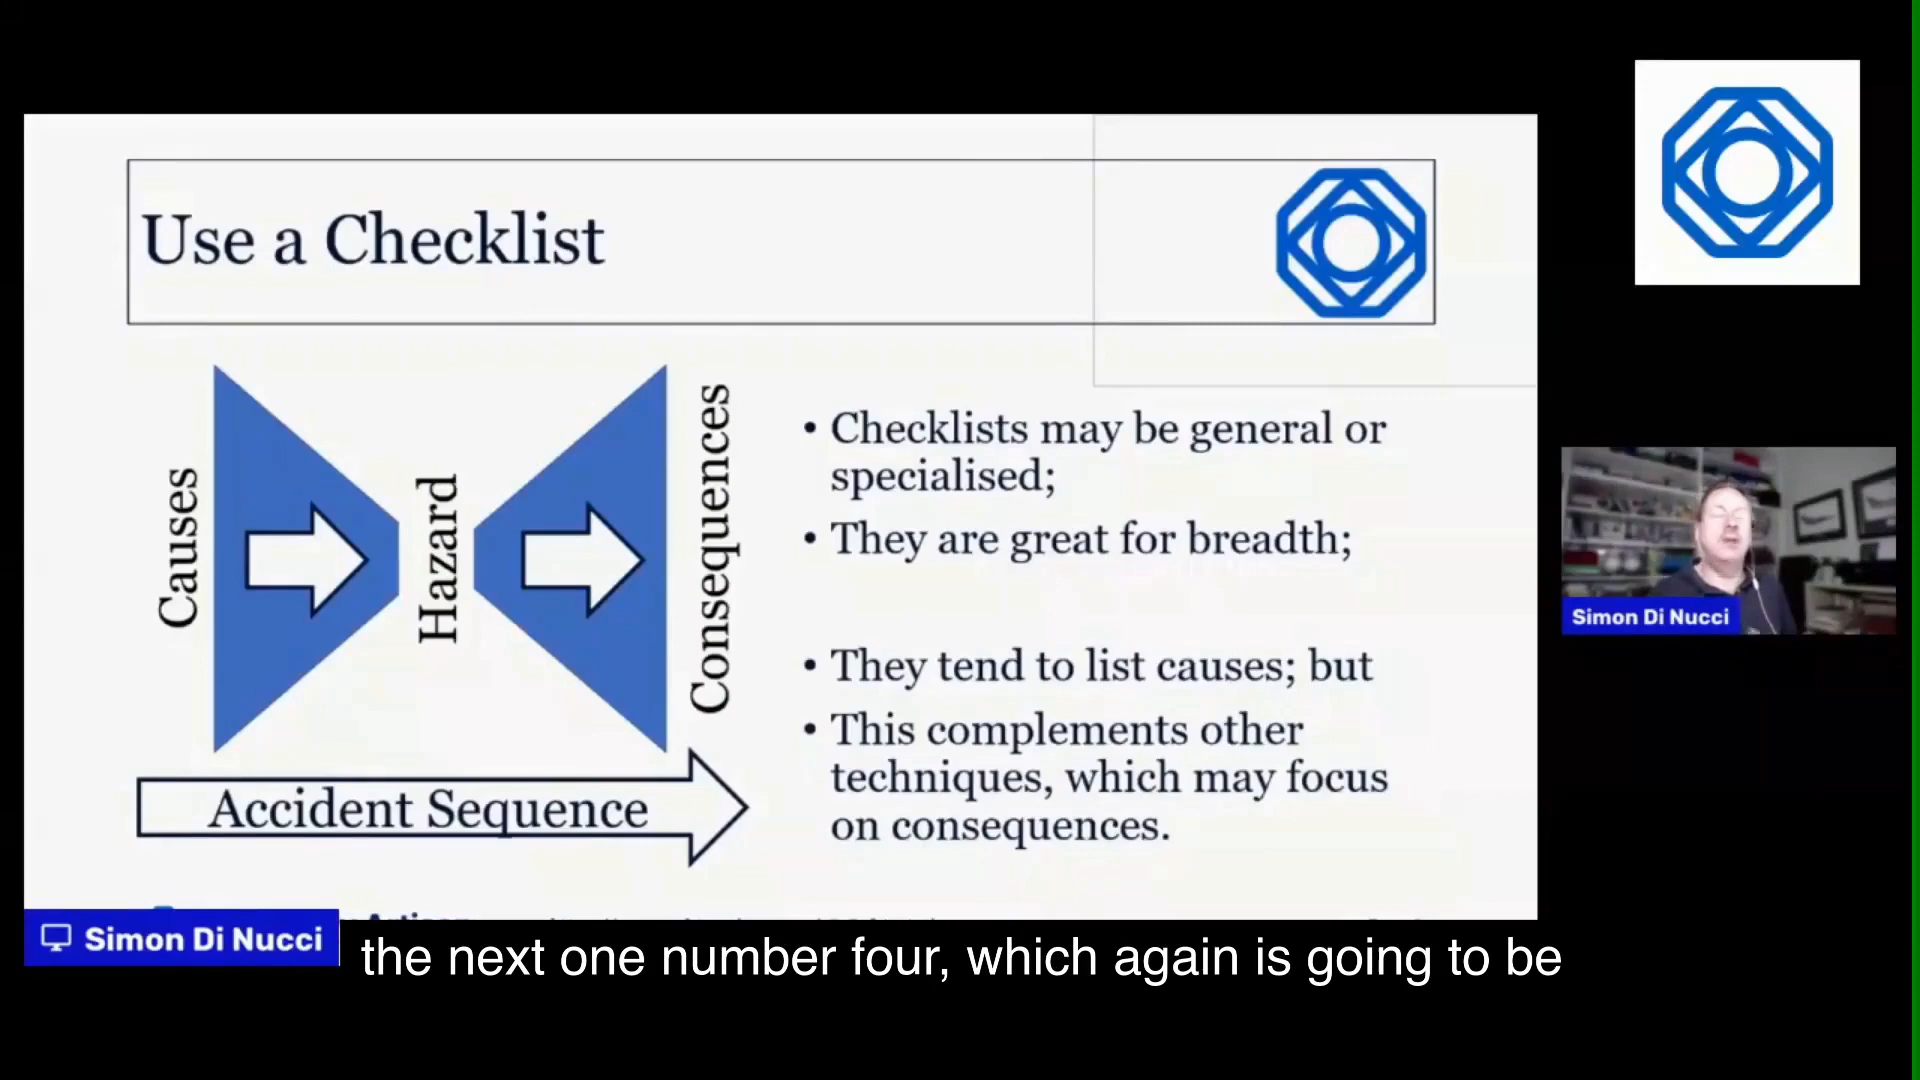 Use a Checklist
Causes
Hazard
Consequences
Accident Sequence
• Checklists may be general or
specialised;
• They are great for breadth;
• They tend to list causes; but
• This complements other
techniques, which may focus
on consequences.
Simon Di Nucci
Simon Di Nucci
the next one number four, which again is going to be